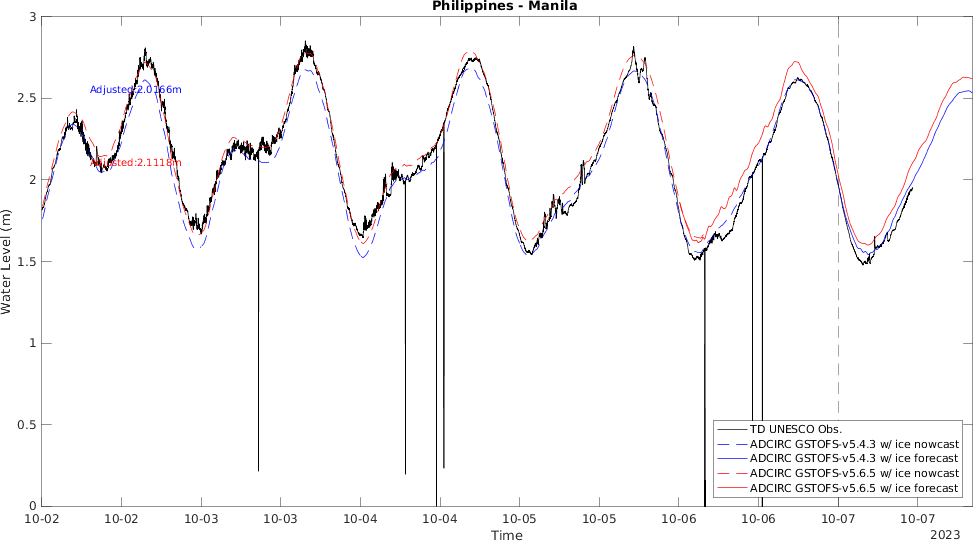 Philippines - Manila
3
2.5
2
1.5
1
0.5
0
Water Level (m)
Adjusted:2.0166m
Adjusted:2.1118m
TD UNESCO Obs.
ADCIRC GSTOFS-v5.4.3 w/ ice nowcast
ADCIRC GSTOFS-v5.4.3 w/ ice forecast
ADCIRC GSTOFS-v5.6.5 w/ ice nowcast
ADCIRC GSTOFS-v5.6.5 w/ ice forecast
10-02 10-02 10-03 10-03 10-04 10-04 10-05 10-05 10-06 10-06 10-07 10-07
Time
2023